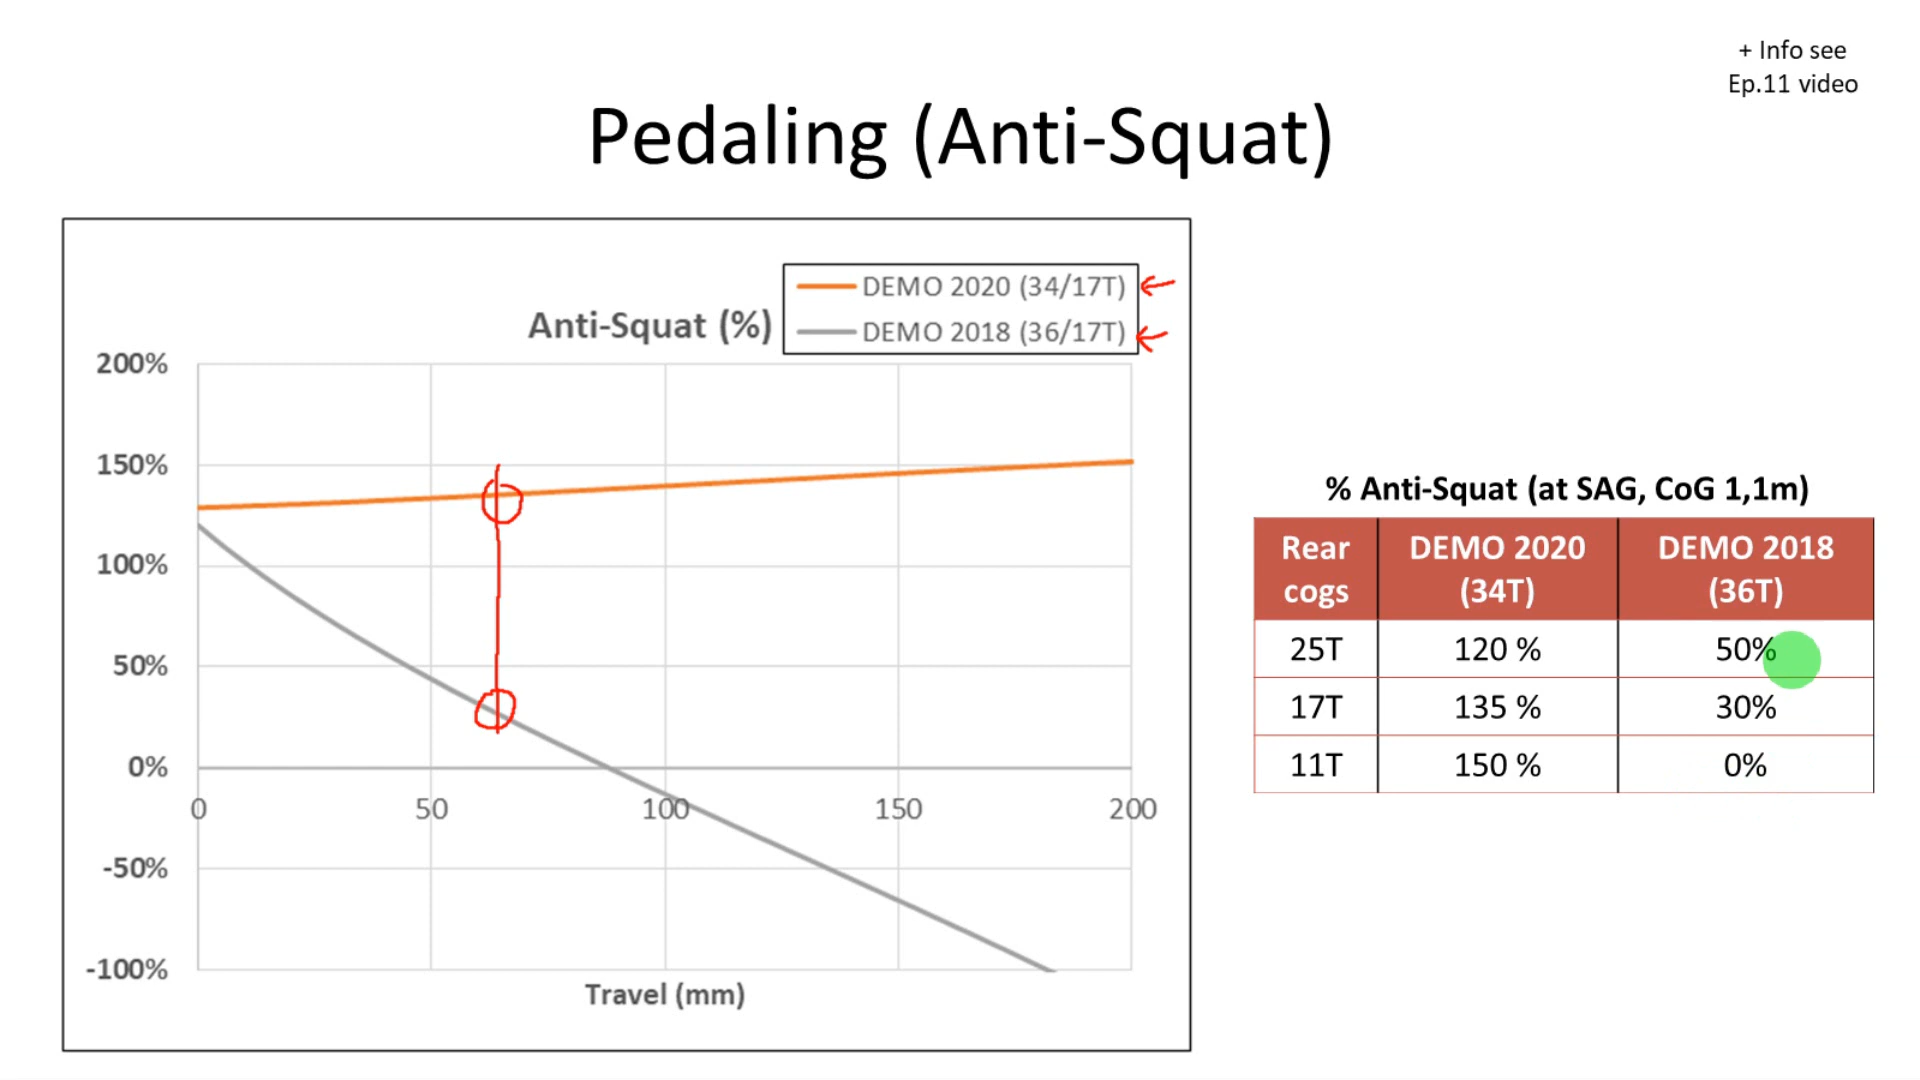 + Info see
Ep.11 video
Pedaling (Anti-Squat)
DEMO 2020 (34/17T)
DEMO 2018 (36/17T)
Anti-Squat (%)
200%
150%
100%
50%
0%
-50%
-100%
0 50 100 150 200
Travel (mm)
% Anti-Squat (at SAG, CoG 1,1m)
Rear cogs DEMO 2020 (34T) DEMO 2018 (36T)
25T 120 % 50%
17T 135 % 30%
11T 150 % 0%